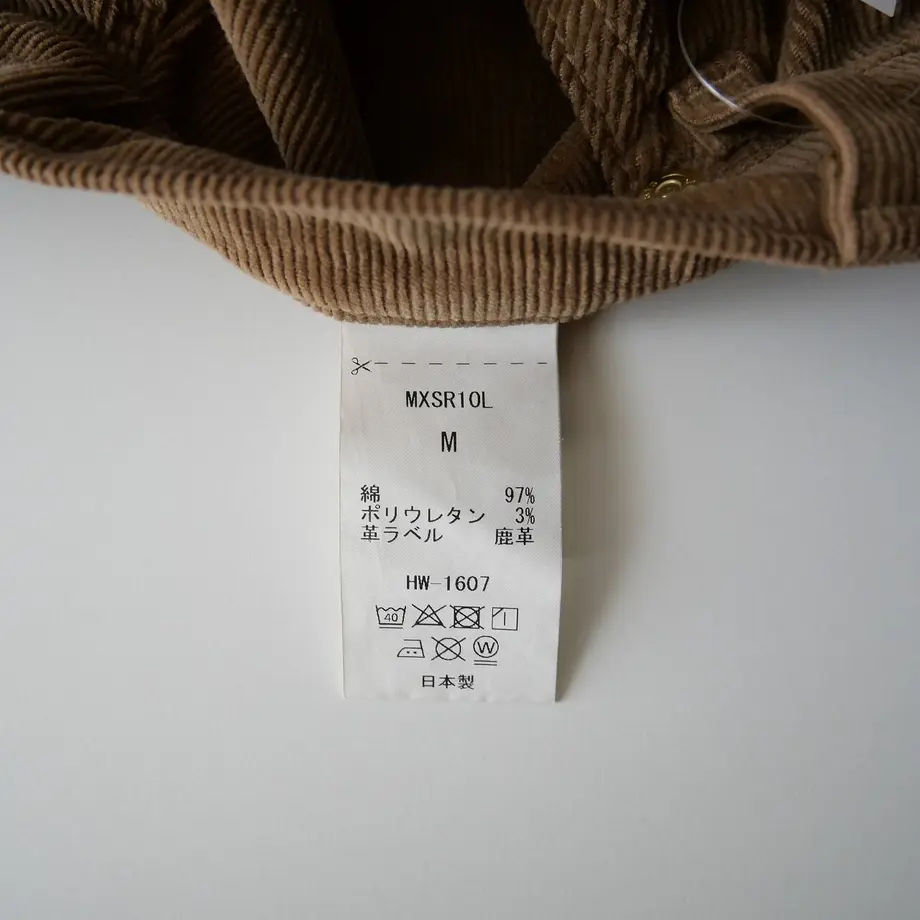 MXSR10L
M
綿 97%
ポリウレタン 3%
革ラベル 鹿革
HW-1607
40
W
日本製